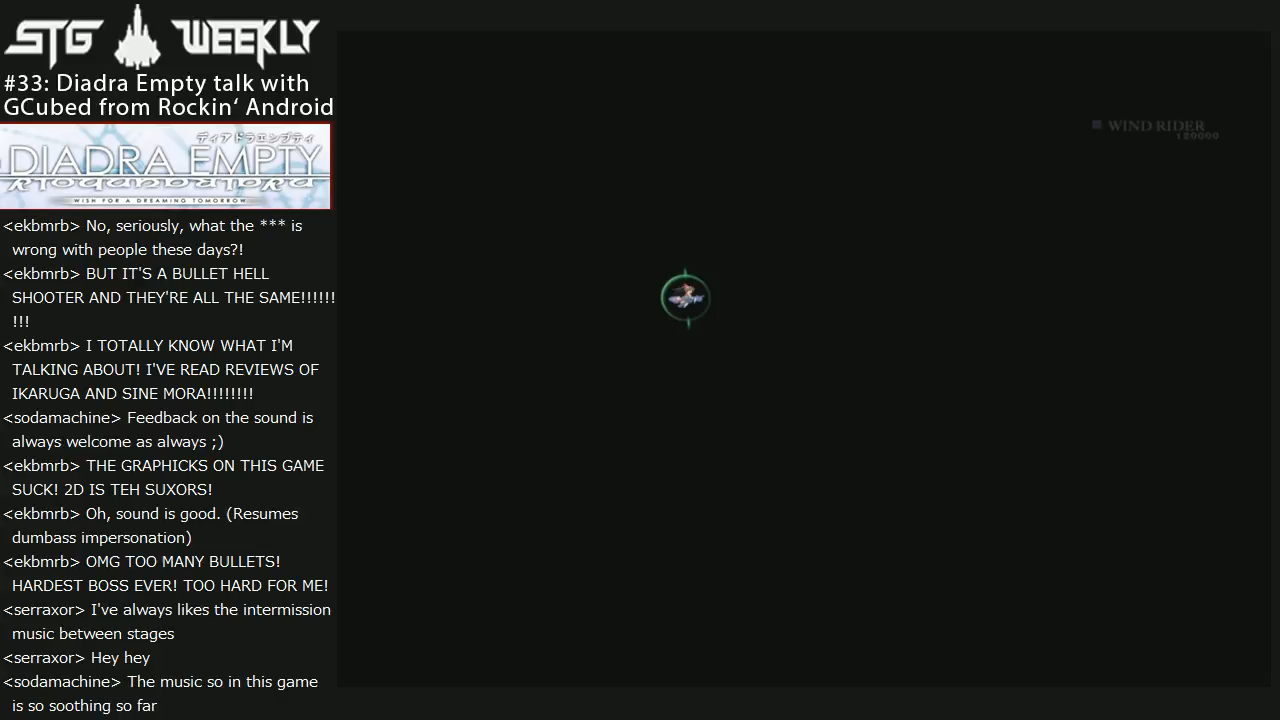 STG WEEKLY
#33: Diadra Empty talk with
GCubed from Rockin‘ Android
ディアドラエンプティ
DIADRA EMPTY
WISH FOR A DREAMING TOMORROW
<ekbmrb> No, seriously, what the *** is
wrong with people these days?!
<ekbmrb> BUT IT'S A BULLET HELL
SHOOTER AND THEY'RE ALL THE SAME!!!!!!
!!!
<ekbmrb> I TOTALLY KNOW WHAT I'M
TALKING ABOUT! I'VE READ REVIEWS OF
IKARUGA AND SINE MORA!!!!!!!!
<sodamachine> Feedback on the sound is
always welcome as always ;)
<ekbmrb> THE GRAPHICKS ON THIS GAME
SUCK! 2D IS TEH SUXORS!
<ekbmrb> Oh, sound is good. (Resumes
dumbass impersonation)
<ekbmrb> OMG TOO MANY BULLETS!
HARDEST BOSS EVER! TOO HARD FOR ME!
<serraxor> I've always likes the intermission
music between stages
<serraxor> Hey hey
<sodamachine> The music so in this game
is so soothing so far
WIND RIDER
180000